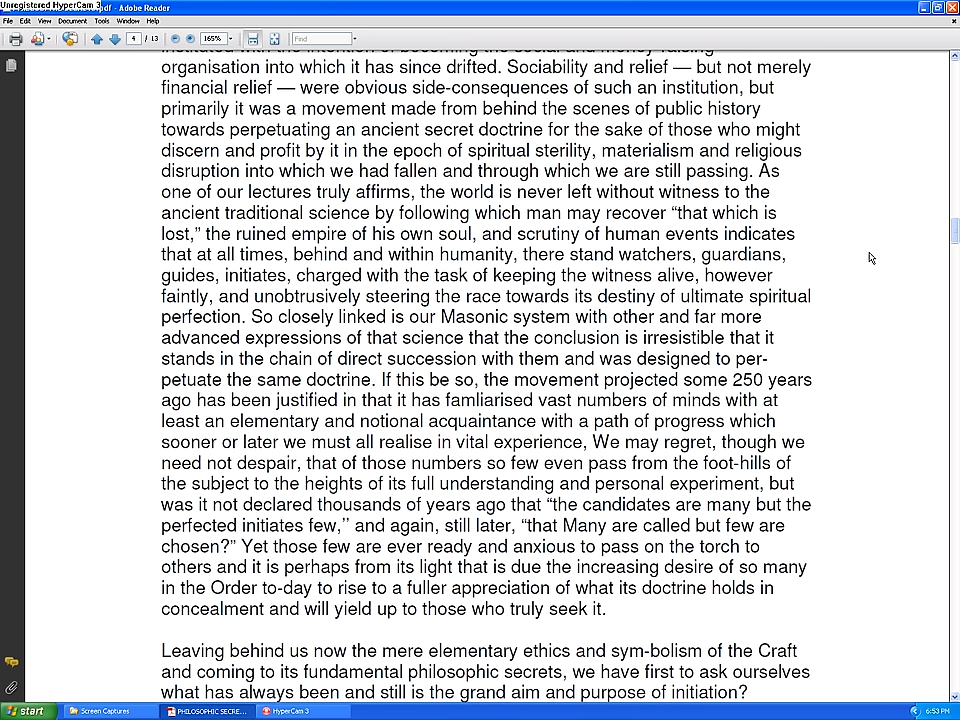 Unregistered HyperCam 3
.pdf - Adobe Reader
File Edit View Document Tools Window Help
4 / 13 165% Find
organisation into which it has since drifted. Sociability and relief — but not merely
financial relief — were obvious side-consequences of such an institution, but
primarily it was a movement made from behind the scenes of public history
towards perpetuating an ancient secret doctrine for the sake of those who might
discern and profit by it in the epoch of spiritual sterility, materialism and religious
disruption into which we had fallen and through which we are still passing. As
one of our lectures truly affirms, the world is never left without witness to the
ancient traditional science by following which man may recover “that which is
lost,” the ruined empire of his own soul, and scrutiny of human events indicates
that at all times, behind and within humanity, there stand watchers, guardians,
guides, initiates, charged with the task of keeping the witness alive, however
faintly, and unobtrusively steering the race towards its destiny of ultimate spiritual
perfection. So closely linked is our Masonic system with other and far more
advanced expressions of that science that the conclusion is irresistible that it
stands in the chain of direct succession with them and was designed to per-
petuate the same doctrine. If this be so, the movement projected some 250 years
ago has been justified in that it has famliarised vast numbers of minds with at
least an elementary and notional acquaintance with a path of progress which
sooner or later we must all realise in vital experience, We may regret, though we
need not despair, that of those numbers so few even pass from the foot-hills of
the subject to the heights of its full understanding and personal experiment, but
was it not declared thousands of years ago that “the candidates are many but the
perfected initiates few,’’ and again, still later, “that Many are called but few are
chosen?” Yet those few are ever ready and anxious to pass on the torch to
others and it is perhaps from its light that is due the increasing desire of so many
in the Order to-day to rise to a fuller appreciation of what its doctrine holds in
concealment and will yield up to those who truly seek it.
Leaving behind us now the mere elementary ethics and sym-bolism of the Craft
and coming to its fundamental philosophic secrets, we have first to ask ourselves
what has always been and still is the grand aim and purpose of initiation?
start Screen Captures PHILOSOPHIC SECRE... HyperCam 3 6:53 PM